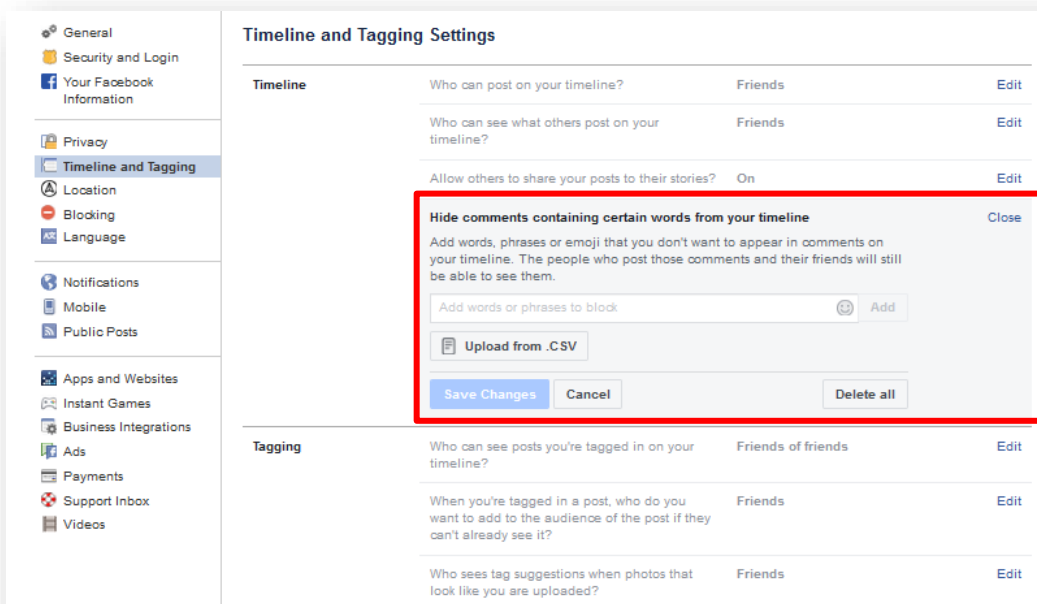 General
Security and Login
Your Facebook
Information
Privacy
Timeline and Tagging
Location
Blocking
Language
Notifications
Mobile
Public Posts
Apps and Websites
Instant Games
Business Integrations
Ads
Payments
Support Inbox
Videos
Timeline and Tagging Settings
Timeline
Who can post on your timeline? Friends Edit
Who can see what others post on your Friends Edit
timeline?
Allow others to share your posts to their stories? On Edit
Hide comments containing certain words from your timeline Close
Add words, phrases or emoji that you don't want to appear in comments on
your timeline. The people who post those comments and their friends will still
be able to see them.
Add words or phrases to block Add
Upload from .CSV
Save Changes Cancel Delete all
Tagging
Who can see posts you're tagged in on your Friends of friends Edit
timeline?
When you're tagged in a post, who do you Friends Edit
want to add to the audience of the post if they
can't already see it?
Who sees tag suggestions when photos that Friends Edit
look like you are uploaded?